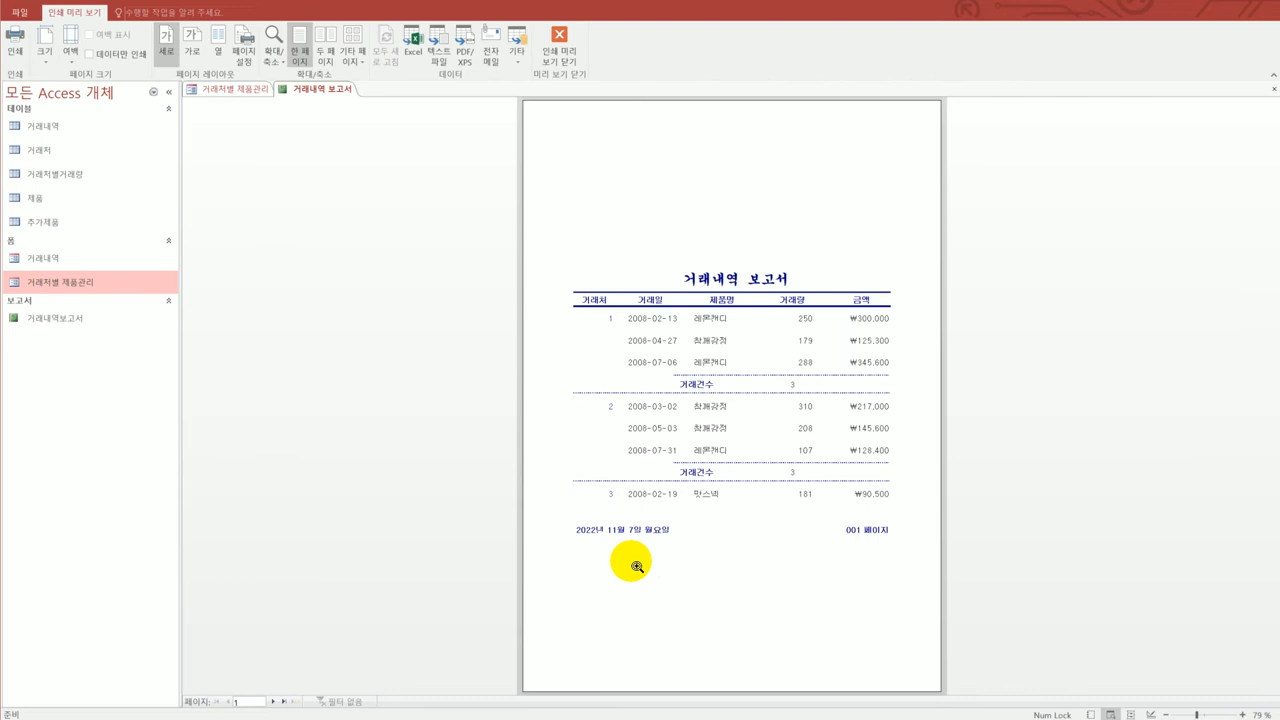 파일 인쇄 미리 보기 수행할 작업을 알려 주세요.
인쇄 크기 여백 여백 표시 데이터만 인쇄 세로 가로 열 페이지 설정 확대/축소 한 페이지 두 페이지 기타 페이지 모두 새로 고침 Excel 텍스트 파일 PDF/XPS 전자 메일 기타 인쇄 미리 보기 닫기
인쇄 페이지 크기 페이지 레이아웃 확대/축소 데이터 미리 보기 닫기
모든 Access 개체
테이블
거래내역
거래처
거래처별거래량
제품
추가제품
폼
거래내역
거래처별 제품관리
보고서
거래내역보고서
거래처별 제품관리 거래내역 보고서
거래내역 보고서
거래처 거래일 제품명 거래량 금액
1 2008-02-13 레몬캔디 250 ₩300,000
2008-04-27 참깨강정 179 ₩125,300
2008-07-06 레몬캔디 288 ₩345,600
거래건수 3
2 2008-03-02 참깨강정 310 ₩217,000
2008-05-03 참깨강정 208 ₩145,600
2008-07-31 레몬캔디 107 ₩128,400
거래건수 3
3 2008-02-19 맛스넥 181 ₩90,500
2022년 11월 7일 월요일 001 페이지
페이지: 1 필터 없음
준비 Num Lock 79 %